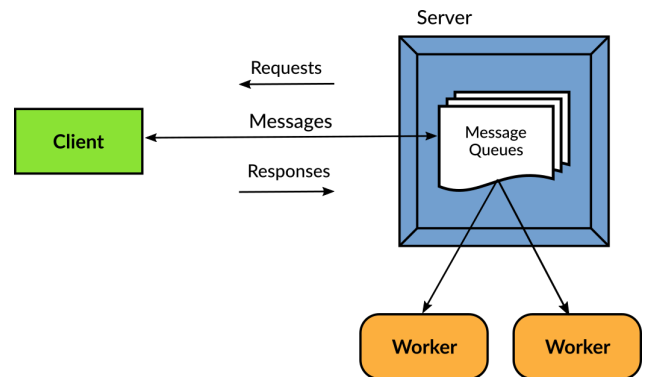 Server
Requests
Messages
Responses
Client
Message
Queues
Worker
Worker